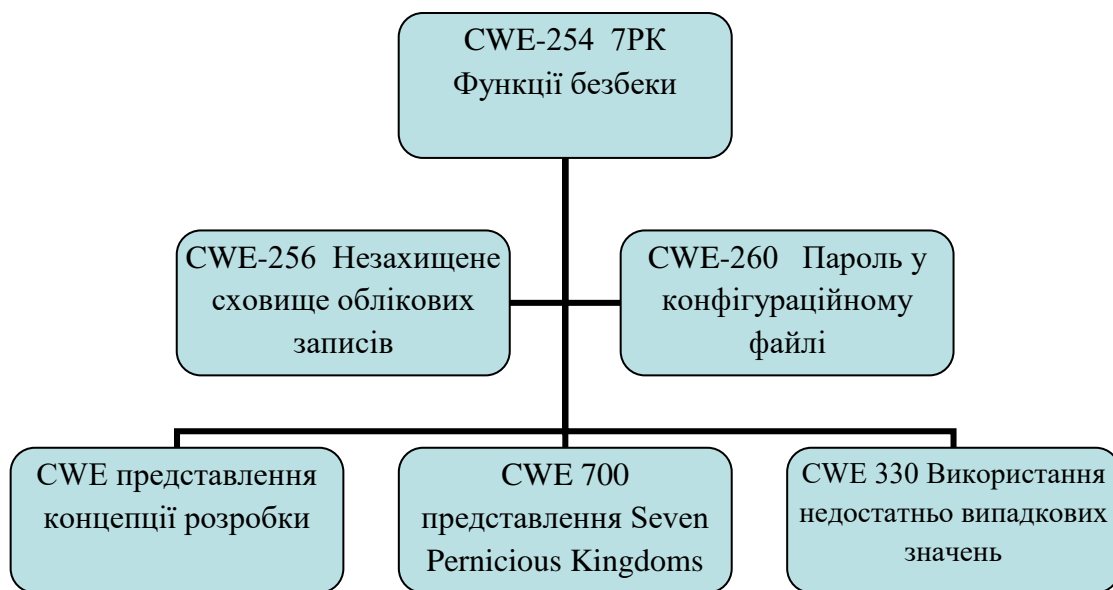 CWE-254 7РК
Функції безбеки
CWE-256 Незахищене
сховище облікових
записів
CWE-260 Пароль у
конфігураційному
файлі
CWE представлення
концепції розробки
CWE 700
представлення Seven
Pernicious Kingdoms
CWE 330 Використання
недостатньо випадкових
значень